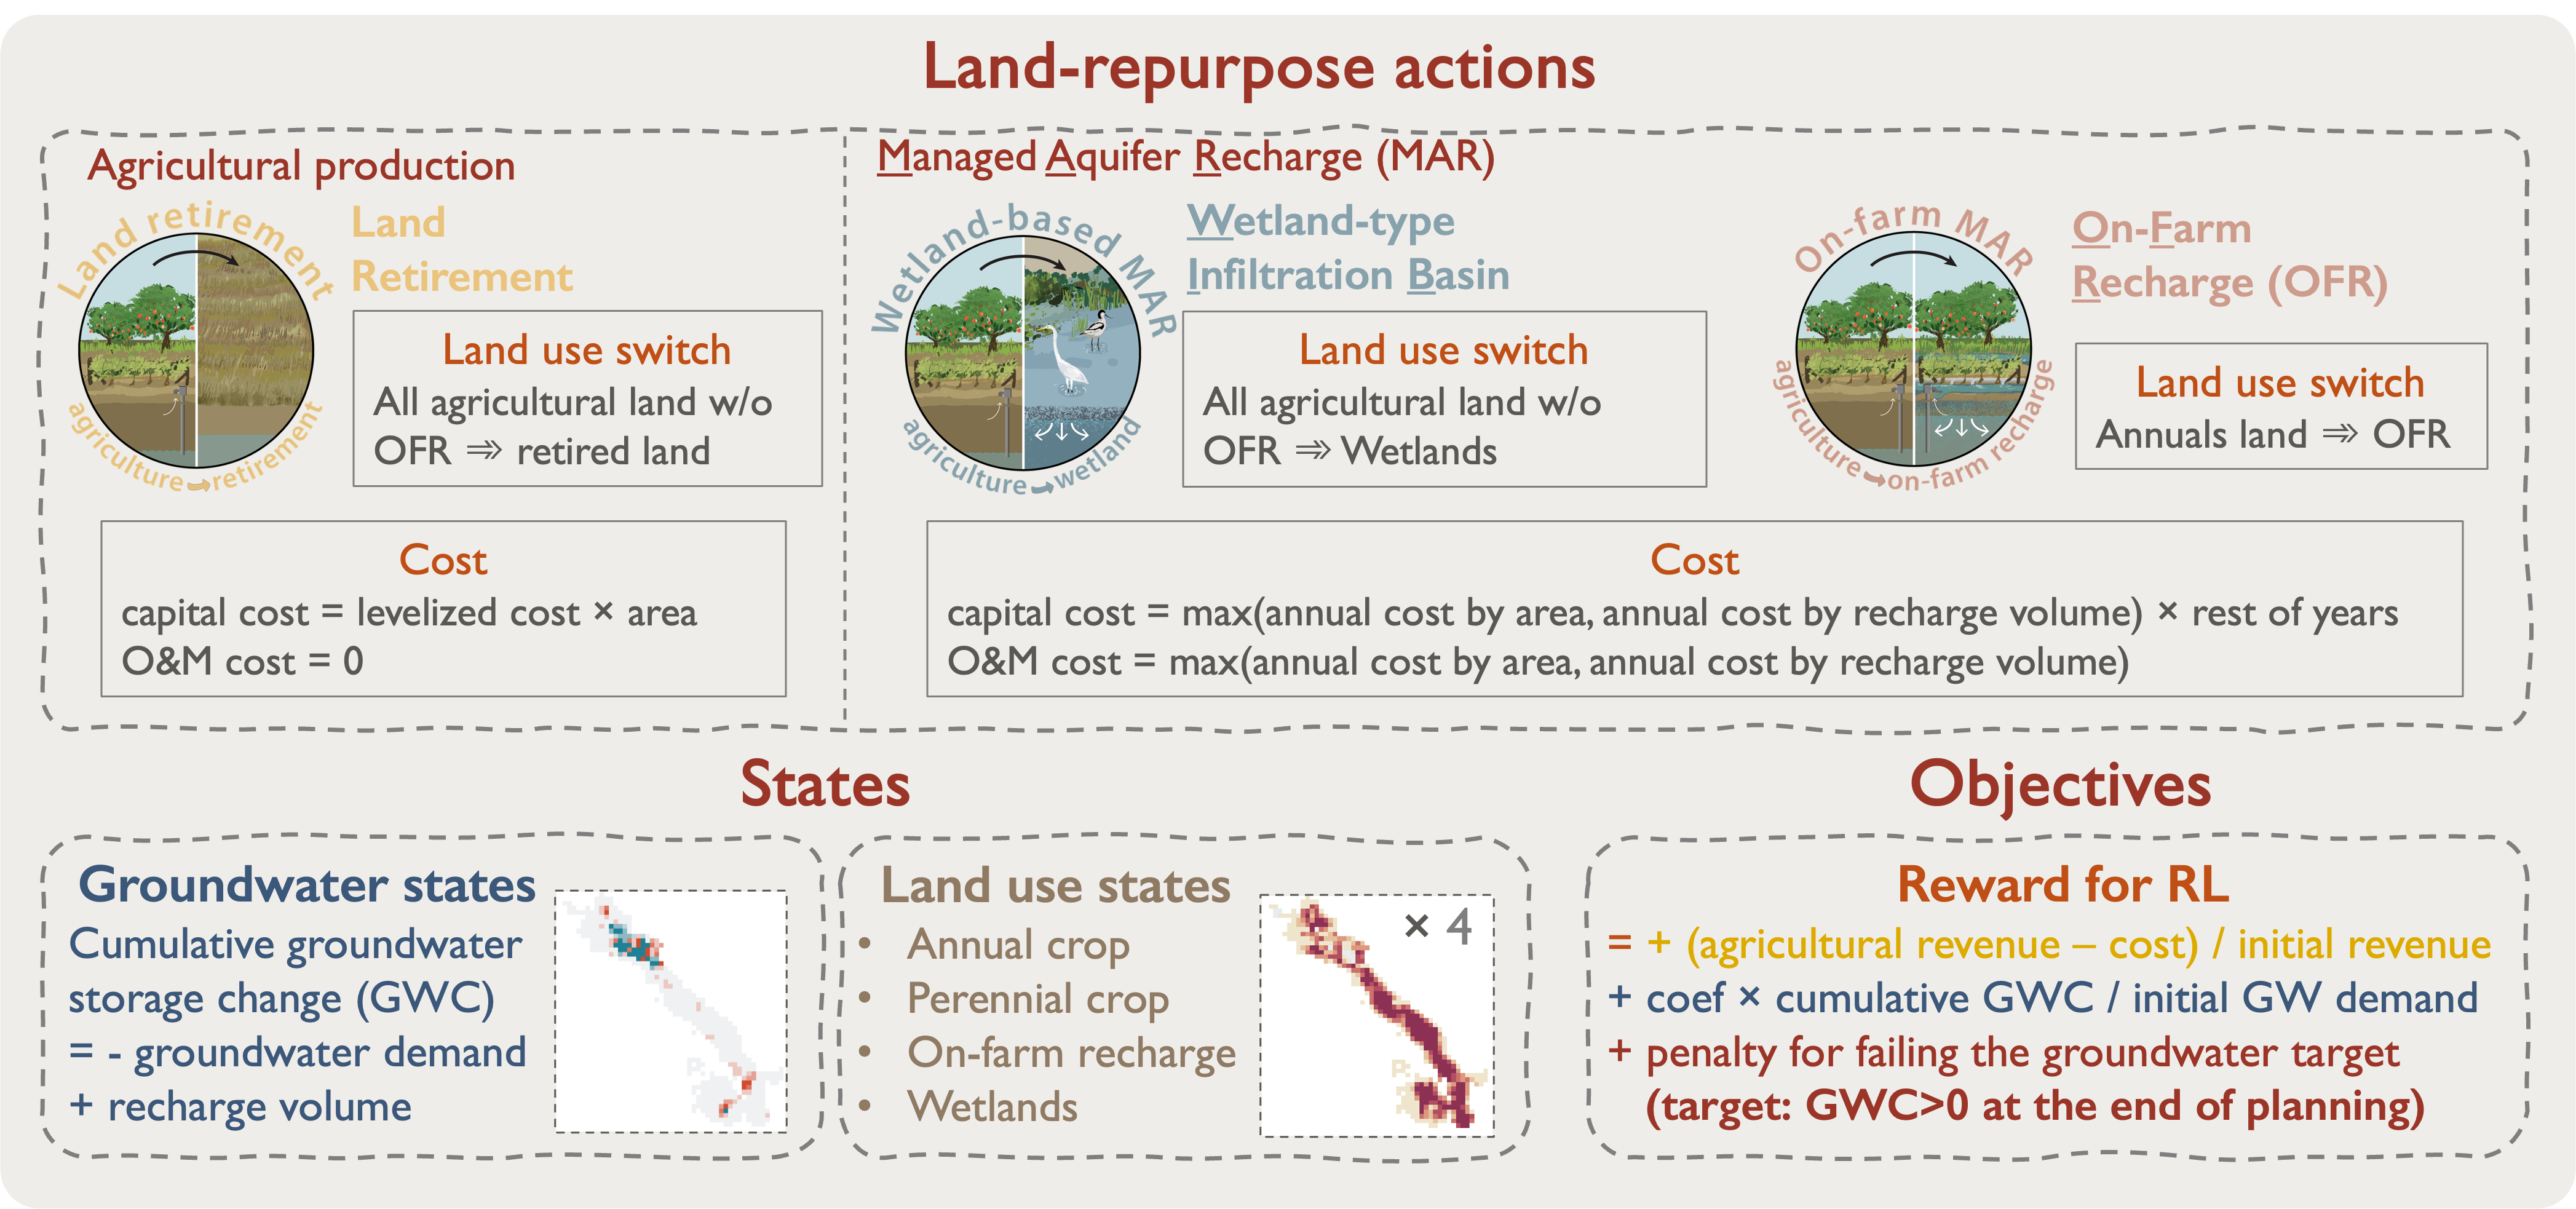 Land-repurpose actions
Agricultural production
Land retirement
agriculture → retirement
Land
Retirement
Land use switch
All agricultural land w/o
OFR ⇒ retired land
Cost
capital cost = levelized cost × area
O&M cost = 0
Managed Aquifer Recharge (MAR)
Wetland-based MAR
agriculture → wetland
Wetland-type
Infiltration Basin
Land use switch
All agricultural land w/o
OFR ⇒ Wetlands
On-farm MAR
agriculture → on-farm recharge
On-Farm
Recharge (OFR)
Land use switch
Annuals land ⇒ OFR
Cost
capital cost = max(annual cost by area, annual cost by recharge volume) × rest of years
O&M cost = max(annual cost by area, annual cost by recharge volume)
States
Groundwater states
Cumulative groundwater
storage change (GWC)
= - groundwater demand
+ recharge volume
Land use states
• Annual crop
• Perennial crop
• On-farm recharge
• Wetlands
× 4
Objectives
Reward for RL
= + (agricultural revenue – cost) / initial revenue
+ coef × cumulative GWC / initial GW demand
+ penalty for failing the groundwater target
(target: GWC>0 at the end of planning)